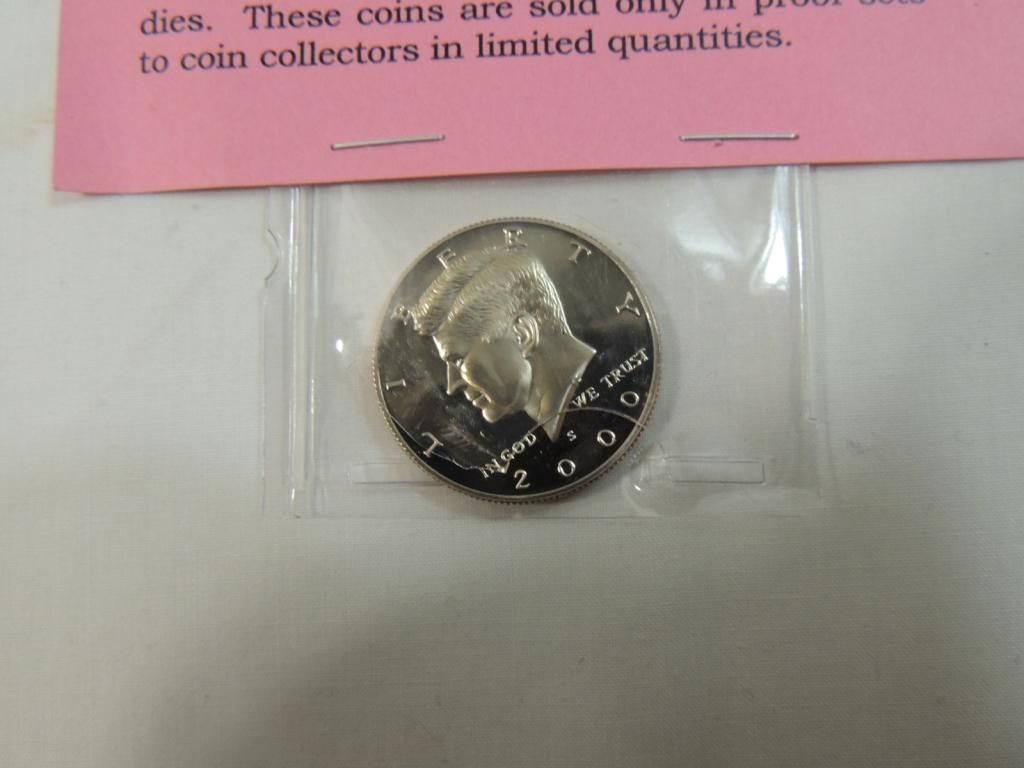 dies. These coins are sold only in proof sets
to coin collectors in limited quantities.
LIBERTY
IN GOD WE TRUST
S
2000